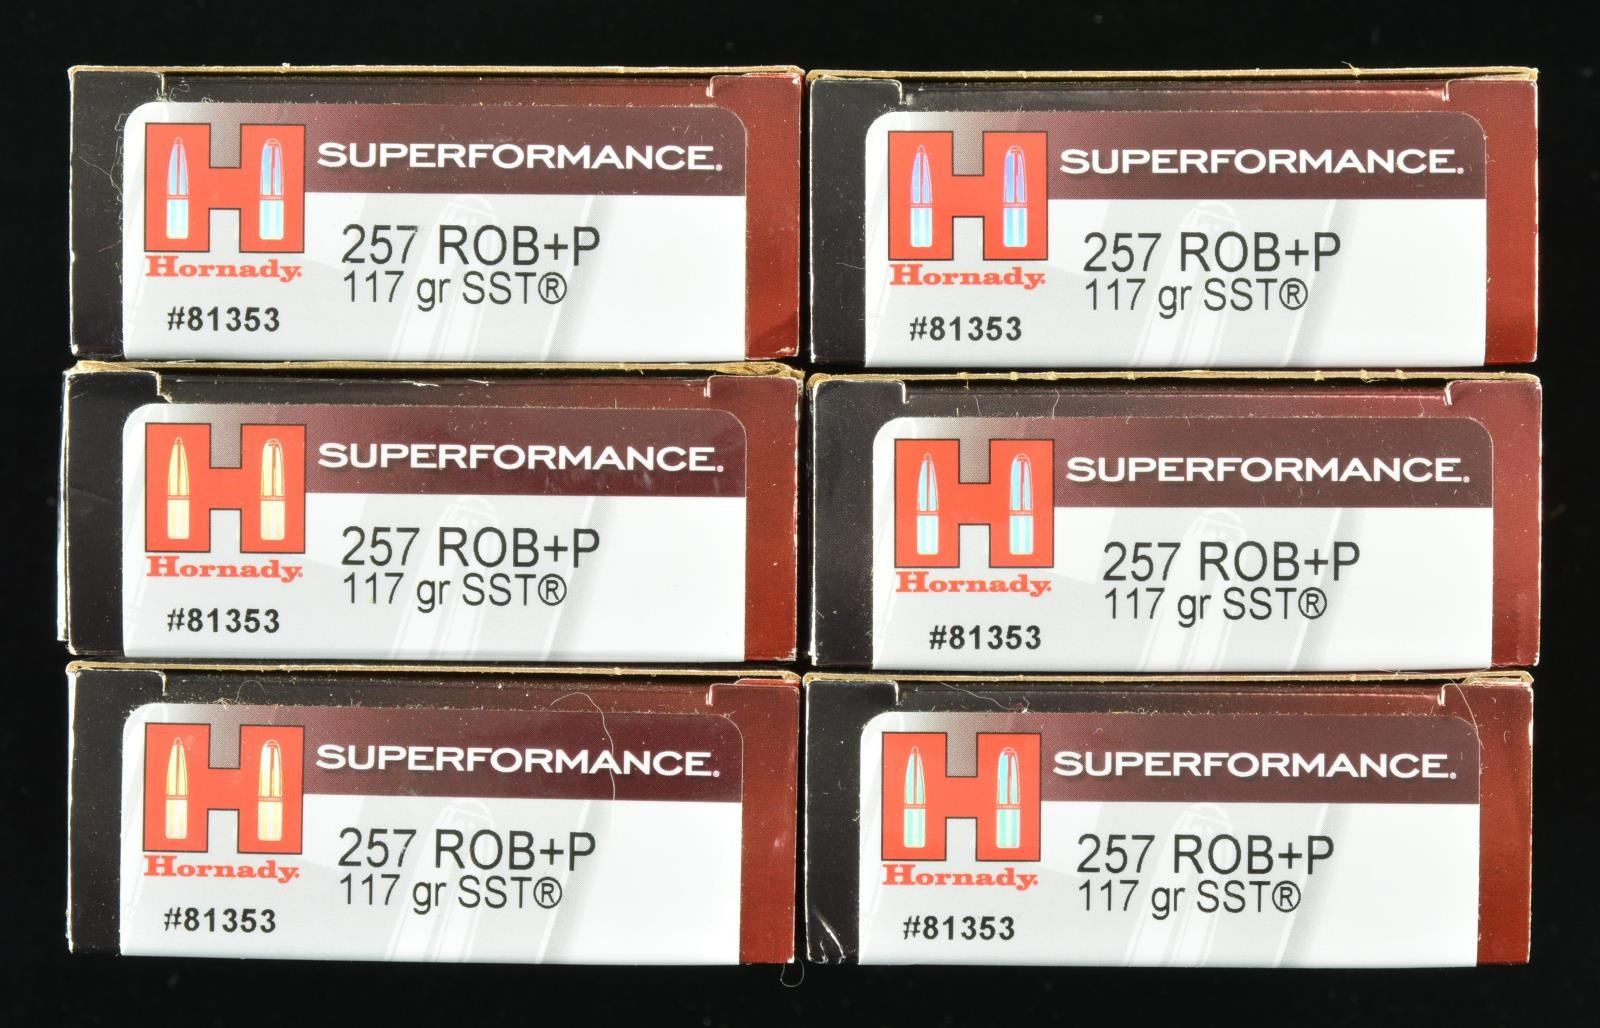 SUPERFORMANCE®
257 ROB+P
117 gr SST®
Hornady®
#81353
SUPERFORMANCE®
257 ROB+P
117 gr SST®
Hornady®
#81353
SUPERFORMANCE®
257 ROB+P
117 gr SST®
Hornady®
#81353
SUPERFORMANCE®
257 ROB+P
117 gr SST®
Hornady®
#81353
SUPERFORMANCE®
257 ROB+P
117 gr SST®
Hornady®
#81353
SUPERFORMANCE®
257 ROB+P
117 gr SST®
Hornady®
#81353